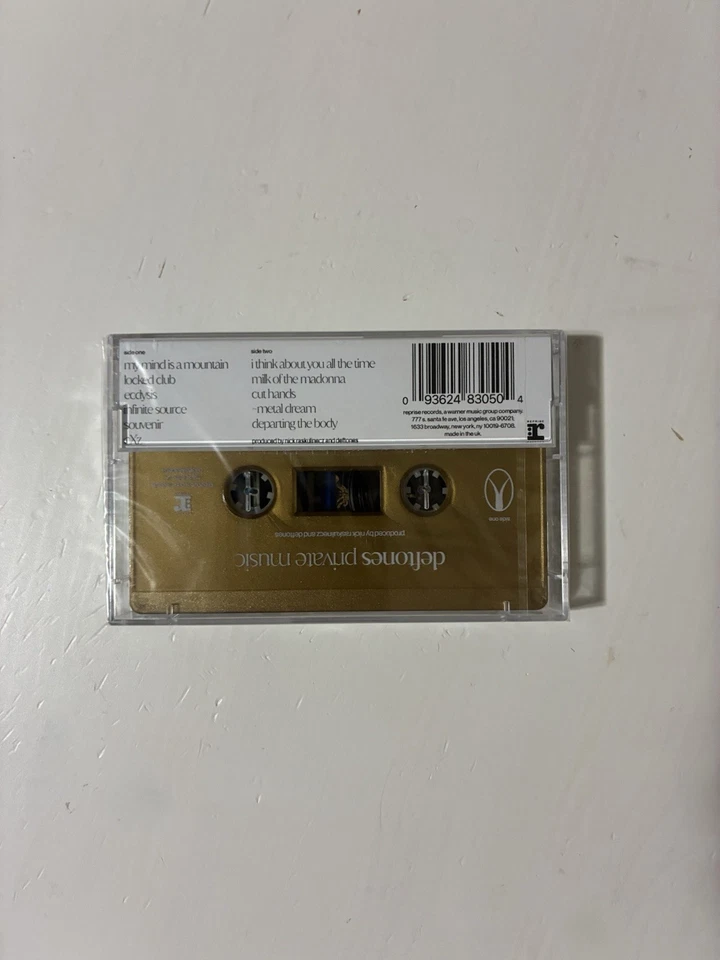 side one
my mind is a mountain
locked club
ecdysis
infinite source
souvenir
cXz
side two
i think about you all the time
milk of the madonna
cut hands
~metal dream
departing the body
produced by nick raskulinecz and deftones
0 93624 83050 4
reprise records, a warner music group company,
777 s. santa fe ave, los angeles, ca 90021,
1633 broadway, new york, ny 10019-6708.
made in the uk.
side one
produced by nick raskulinecz and deftones
deftones private music